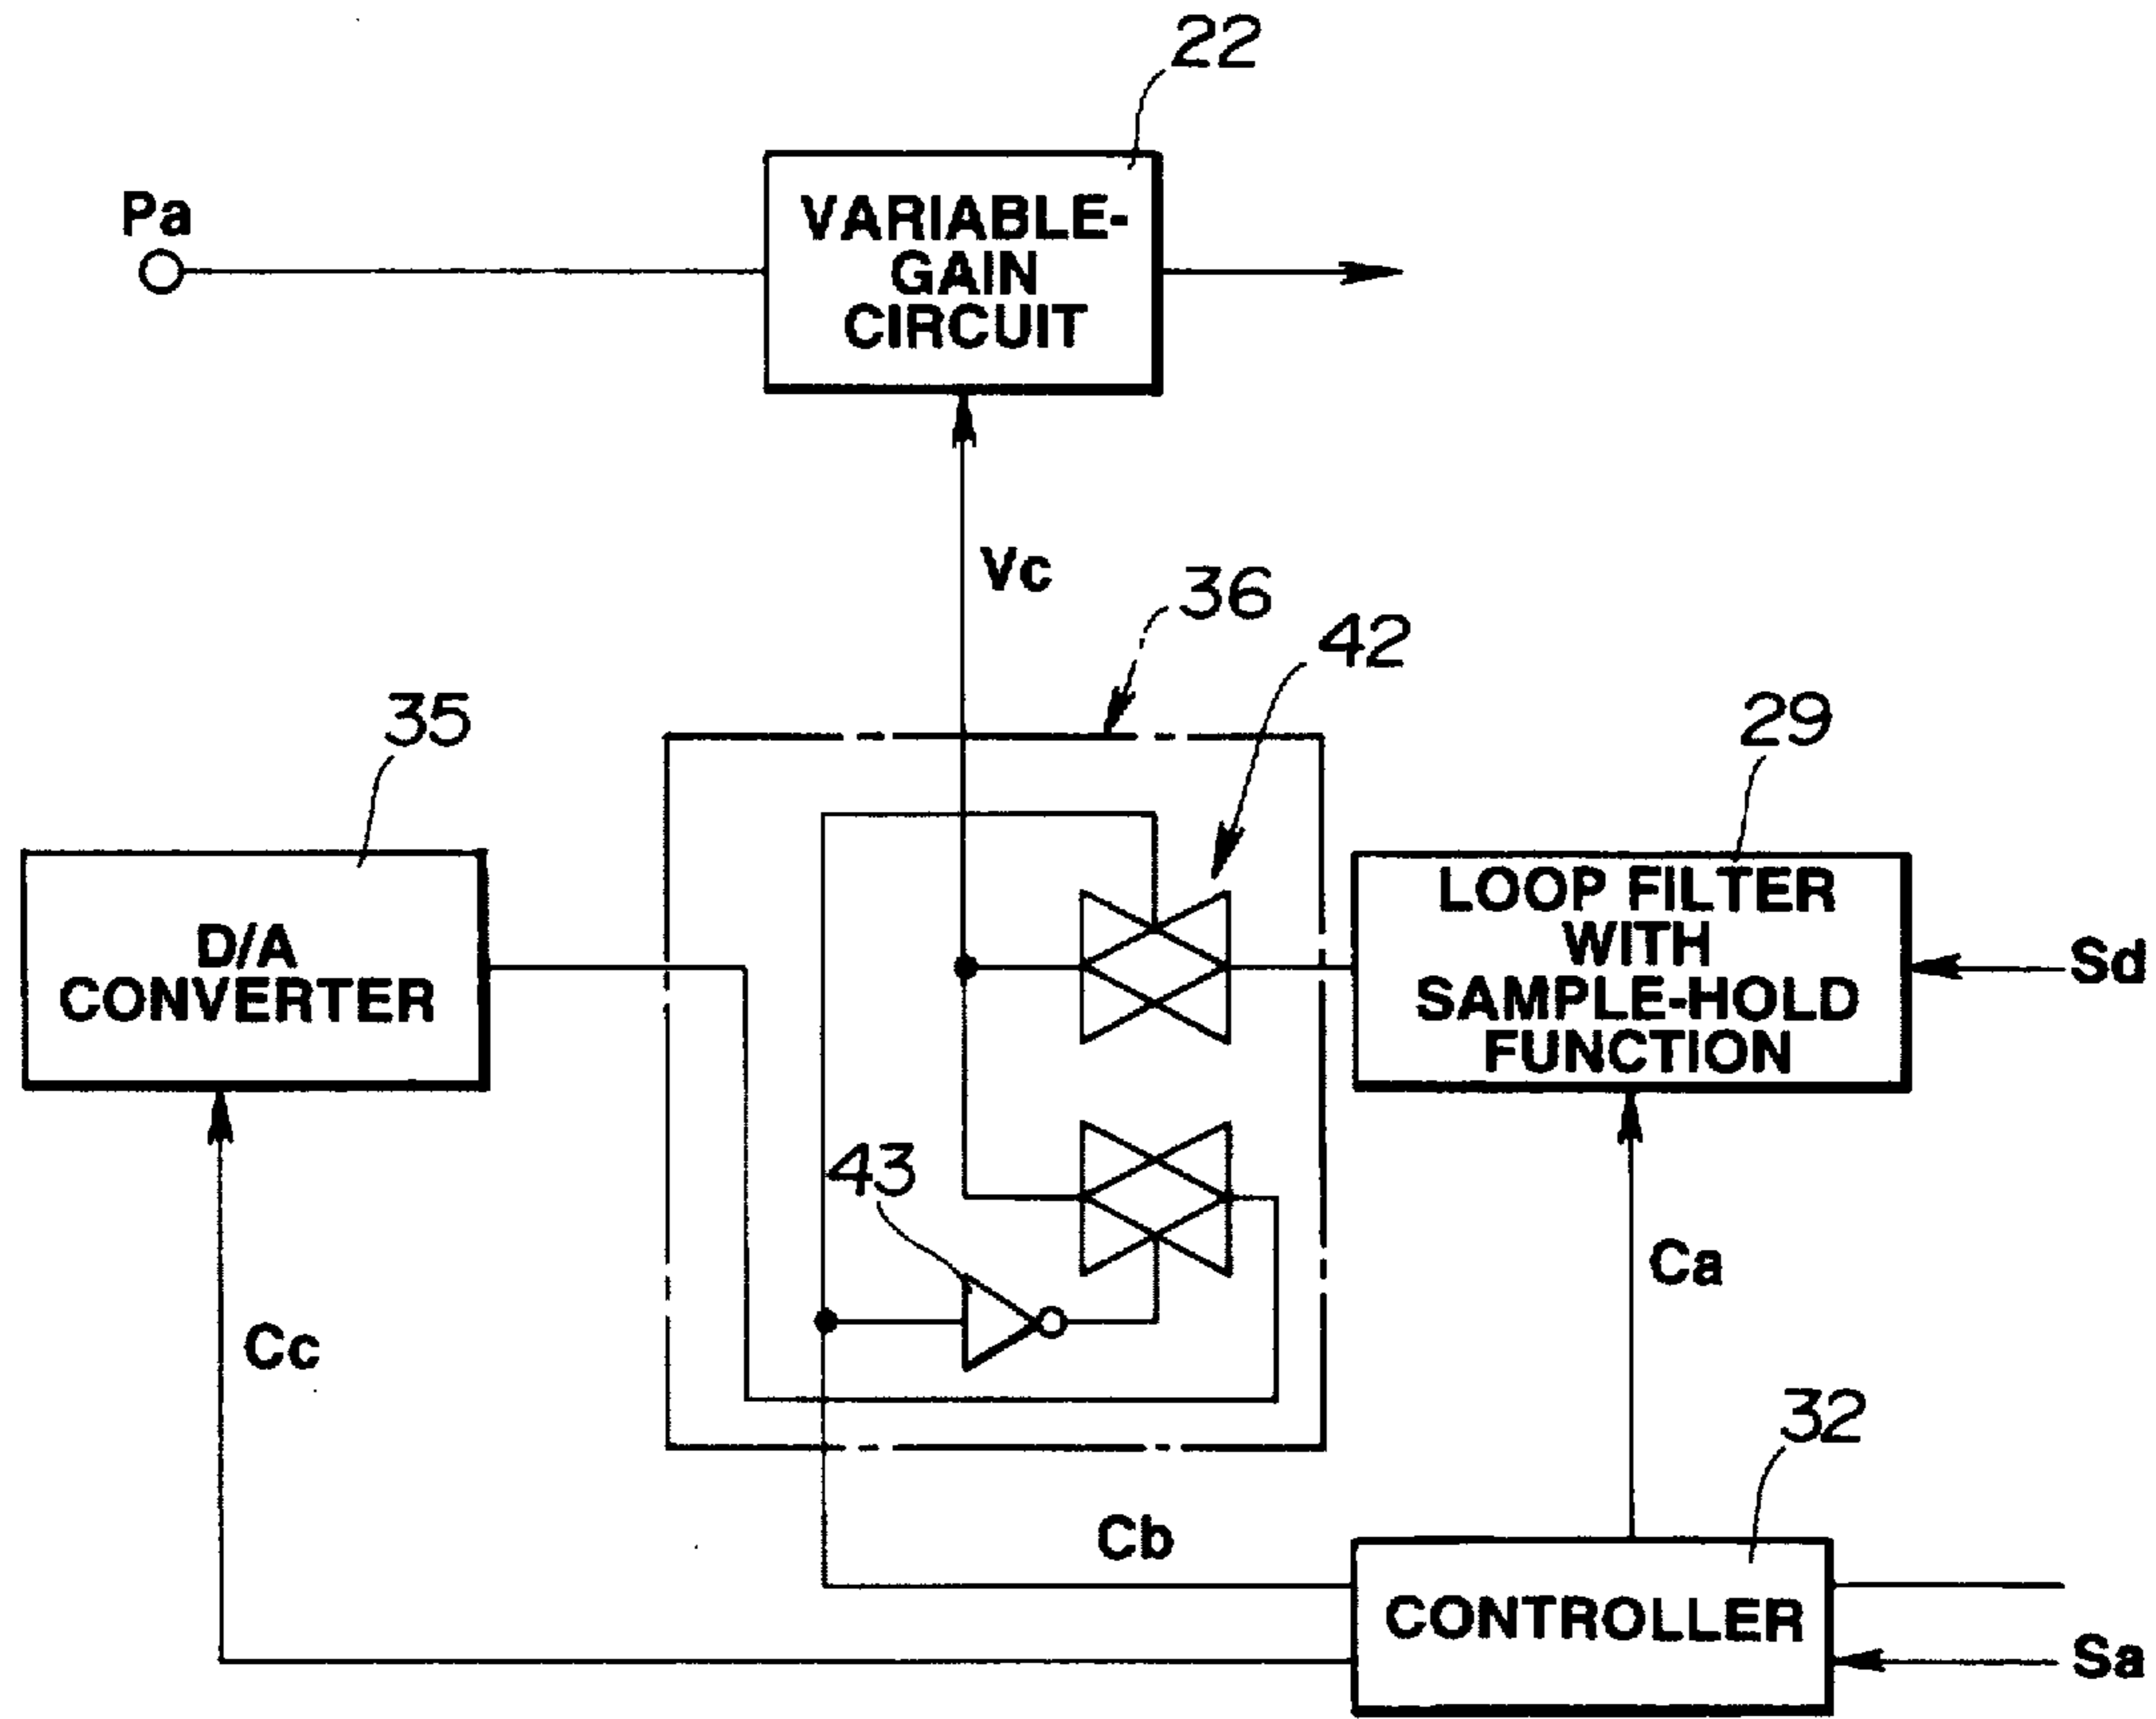 22
Pa
VARIABLE-
GAIN
CIRCUIT
Vc
36
42
35
29
D/A
CONVERTER
LOOP FILTER
WITH
SAMPLE-HOLD
FUNCTION
Sd
43
Ca
Cc
32
Cb
CONTROLLER
Sa